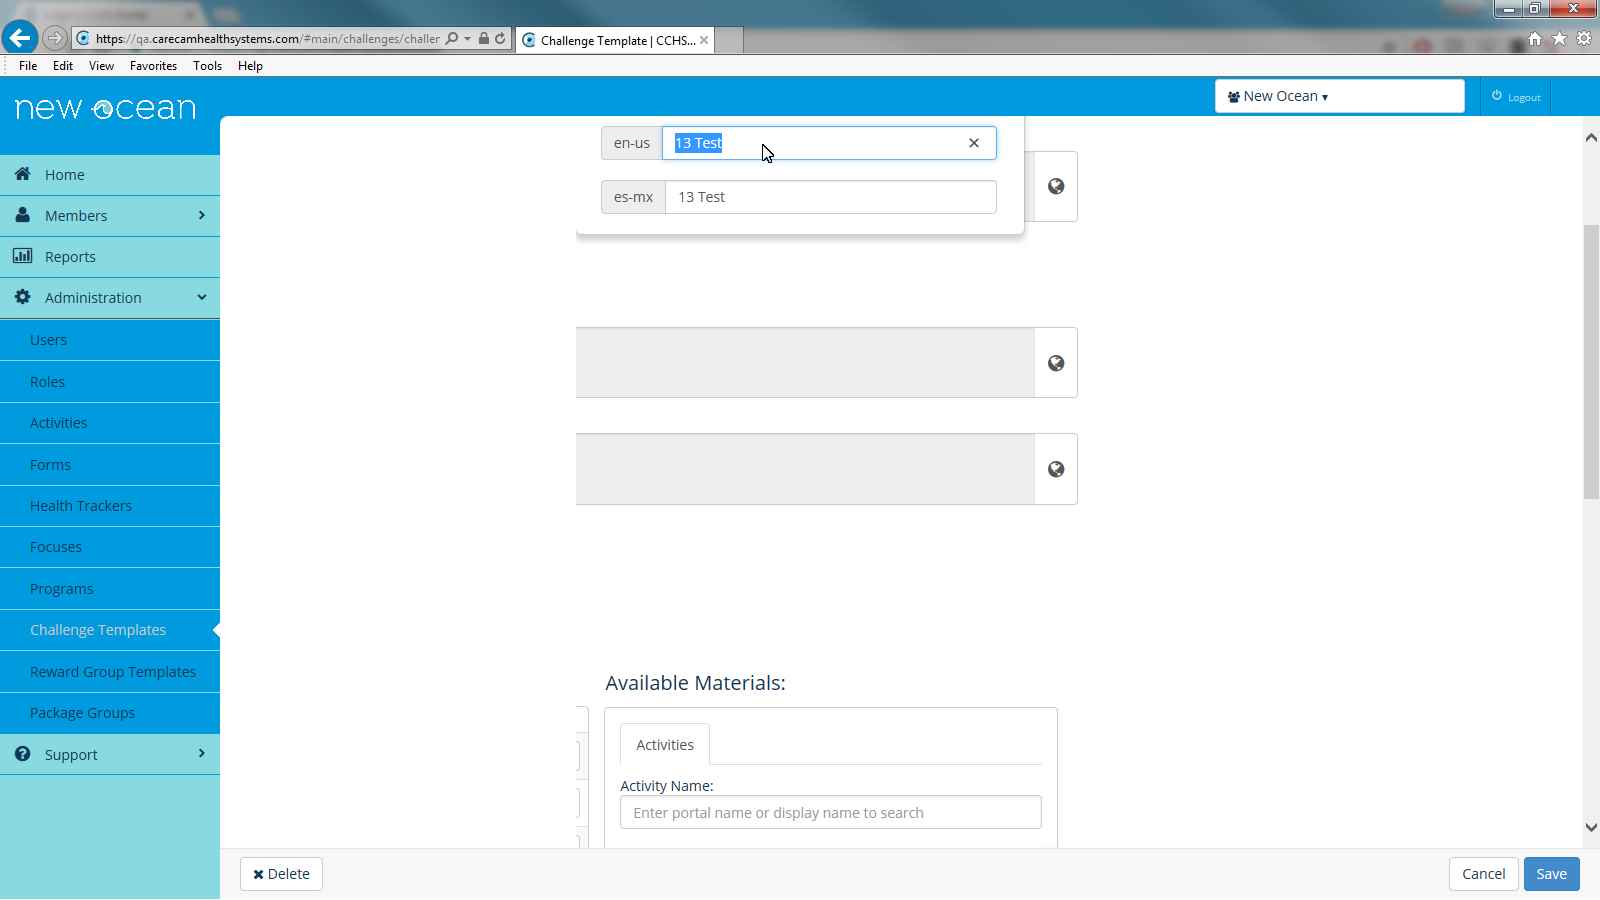 https://qa.carecamhealthsystems.com/#main/challenges/challer
Challenge Template | CCHS...
File Edit View Favorites Tools Help
new ocean
New Ocean
Logout
Home
Members
Reports
Administration
Users
Roles
Activities
Forms
Health Trackers
Focuses
Programs
Challenge Templates
Reward Group Templates
Package Groups
Support
en-us 13 Test
es-mx 13 Test
Available Materials:
Activities
Activity Name:
Enter portal name or display name to search
Delete
Cancel
Save